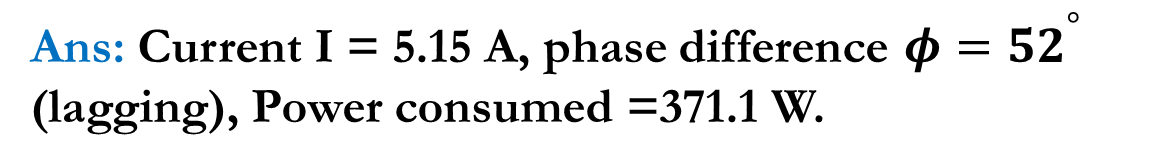 Ans: Current I = 5.15 A, phase difference 𝝓 = 52°
(lagging), Power consumed =371.1 W.